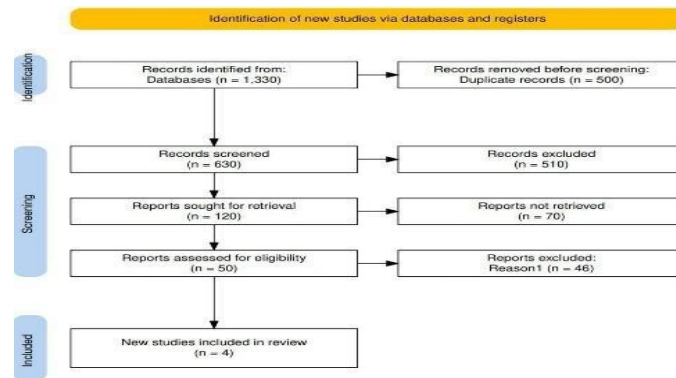 Identification of new studies via databases and registers
Identification
Records identified from:
Databases (n = 1,330)
Records removed before screening:
Duplicate records (n = 500)
Screening
Records screened
(n = 630)
Records excluded
(n = 510)
Reports sought for retrieval
(n = 120)
Reports not retrieved
(n = 70)
Reports assessed for eligibility
(n = 50)
Reports excluded:
Reason1 (n = 46)
Included
New studies included in review
(n = 4)